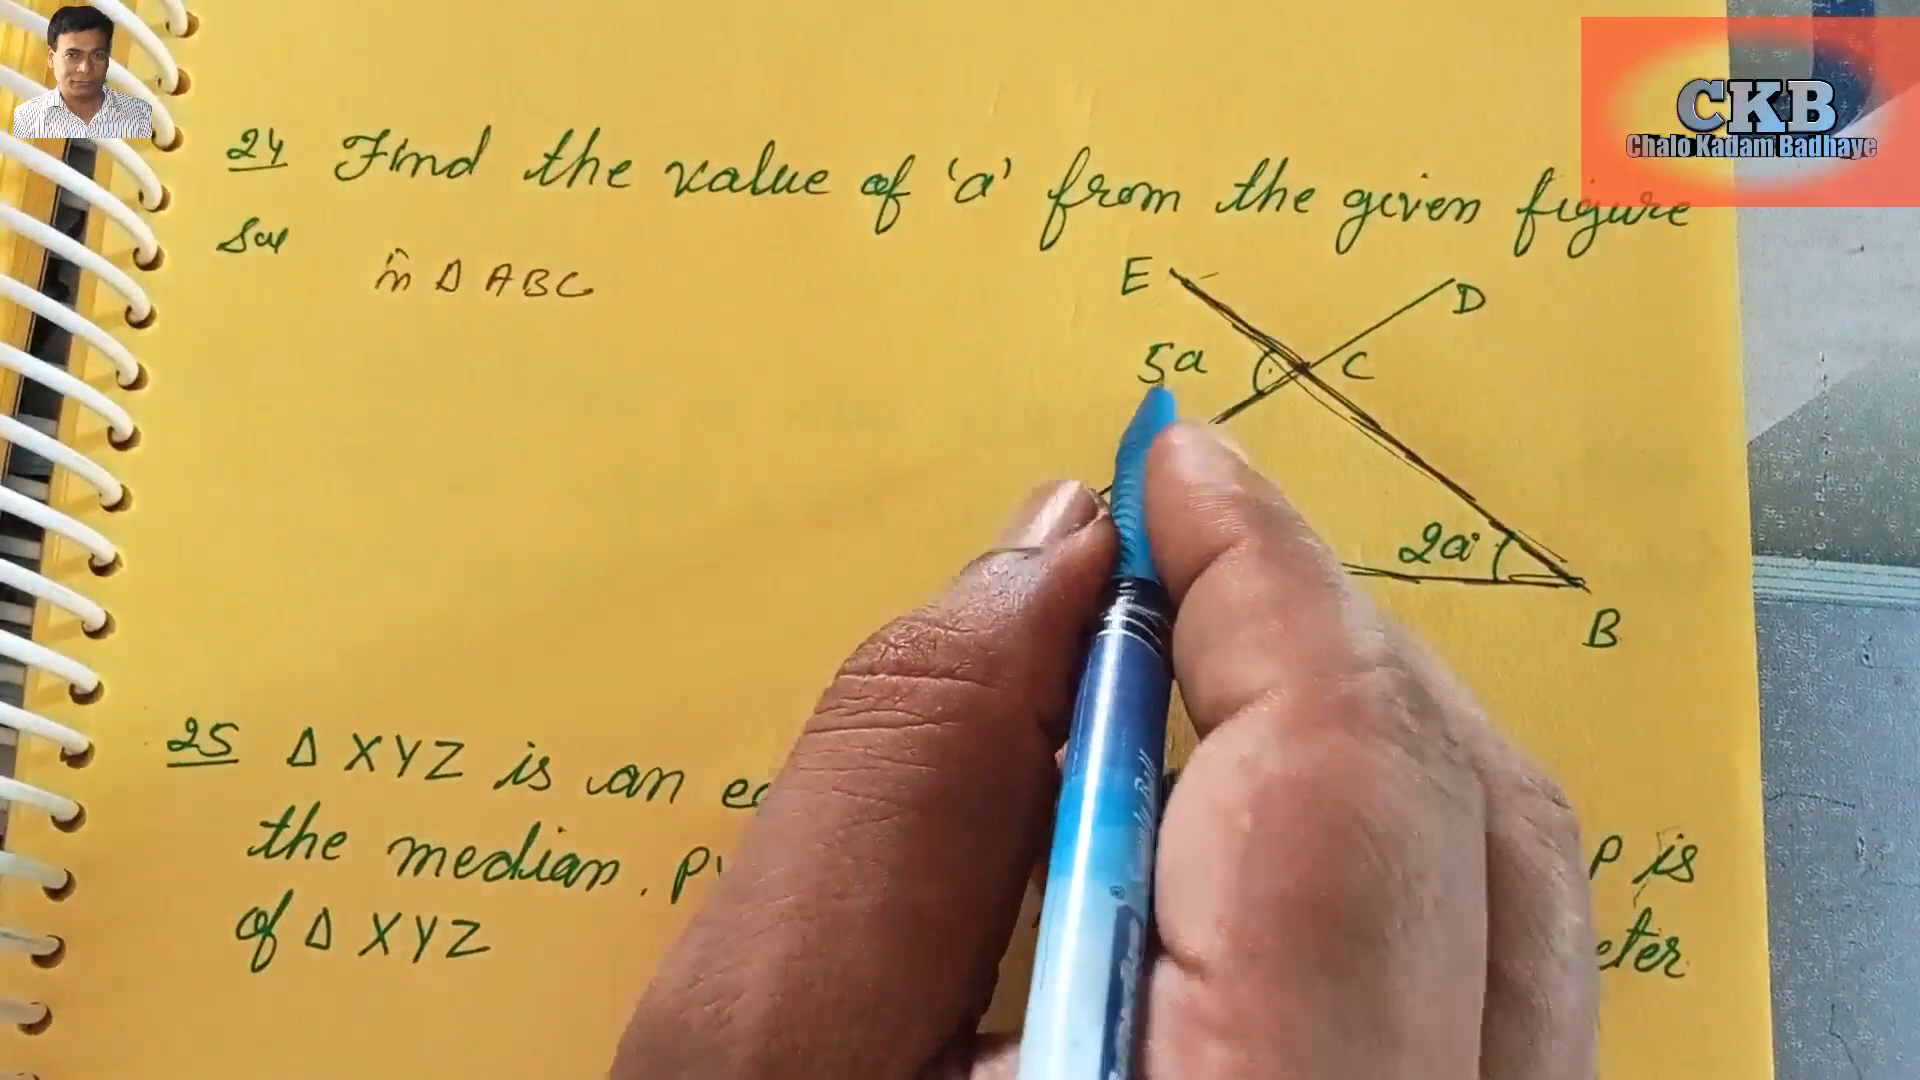 CKB
Chalo Kadam Badhaye
24 Find the value of 'a' from the given figure
Sol
in Δ ABC
E
D
5a
C
2a
B
25 Δ XYZ is an
the median. P is
of Δ XYZ